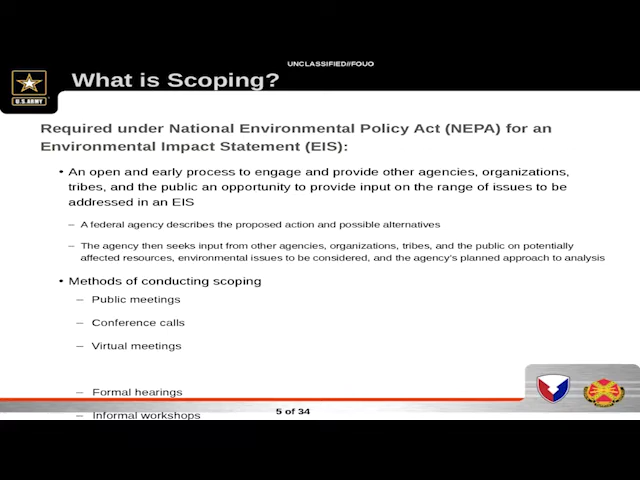 UNCLASSIFIED//FOUO
What is Scoping?
U.S. ARMY
Required under National Environmental Policy Act (NEPA) for an
Environmental Impact Statement (EIS):
• An open and early process to engage and provide other agencies, organizations,
tribes, and the public an opportunity to provide input on the range of issues to be
addressed in an EIS
– A federal agency describes the proposed action and possible alternatives
– The agency then seeks input from other agencies, organizations, tribes, and the public on potentially
affected resources, environmental issues to be considered, and the agency's planned approach to analysis
• Methods of conducting scoping
– Public meetings
– Conference calls
– Virtual meetings
– Formal hearings
– Informal workshops
5 of 34